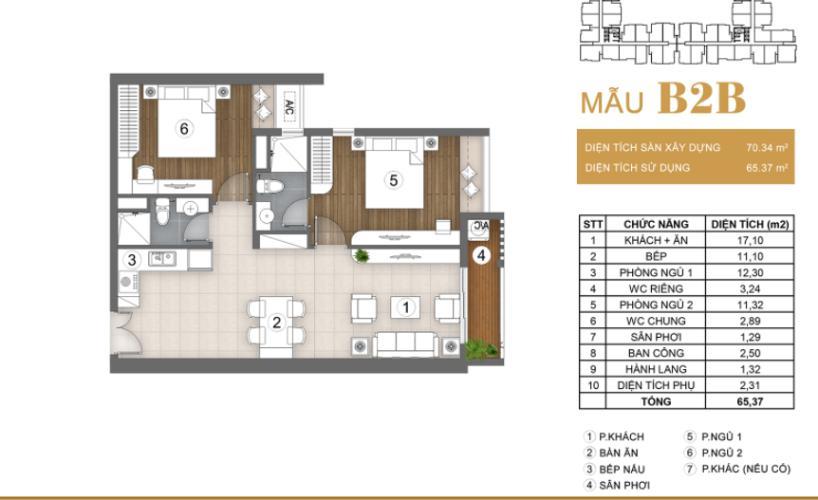 MẪU B2B
DIỆN TÍCH SÀN XÂY DỰNG 70.34 m²
DIỆN TÍCH SỬ DỤNG 65.37 m²
A/C
6
5
A/C
4
3
1
2
STT CHỨC NĂNG DIỆN TÍCH (m2)
1 KHÁCH + ĂN 17,10
2 BẾP 11,10
3 PHÒNG NGỦ 1 12,30
4 WC RIÊNG 3,24
5 PHÒNG NGỦ 2 11,32
6 WC CHUNG 2,89
7 SÂN PHƠI 1,29
8 BAN CÔNG 2,50
9 HÀNH LANG 1,32
10 DIỆN TÍCH PHỤ 2,31
TỔNG 65,37
1 P.KHÁCH
2 BÀN ĂN
3 BẾP NẤU
4 SÂN PHƠI
5 P.NGỦ 1
6 P.NGỦ 2
7 P.KHÁC (NẾU CÓ)